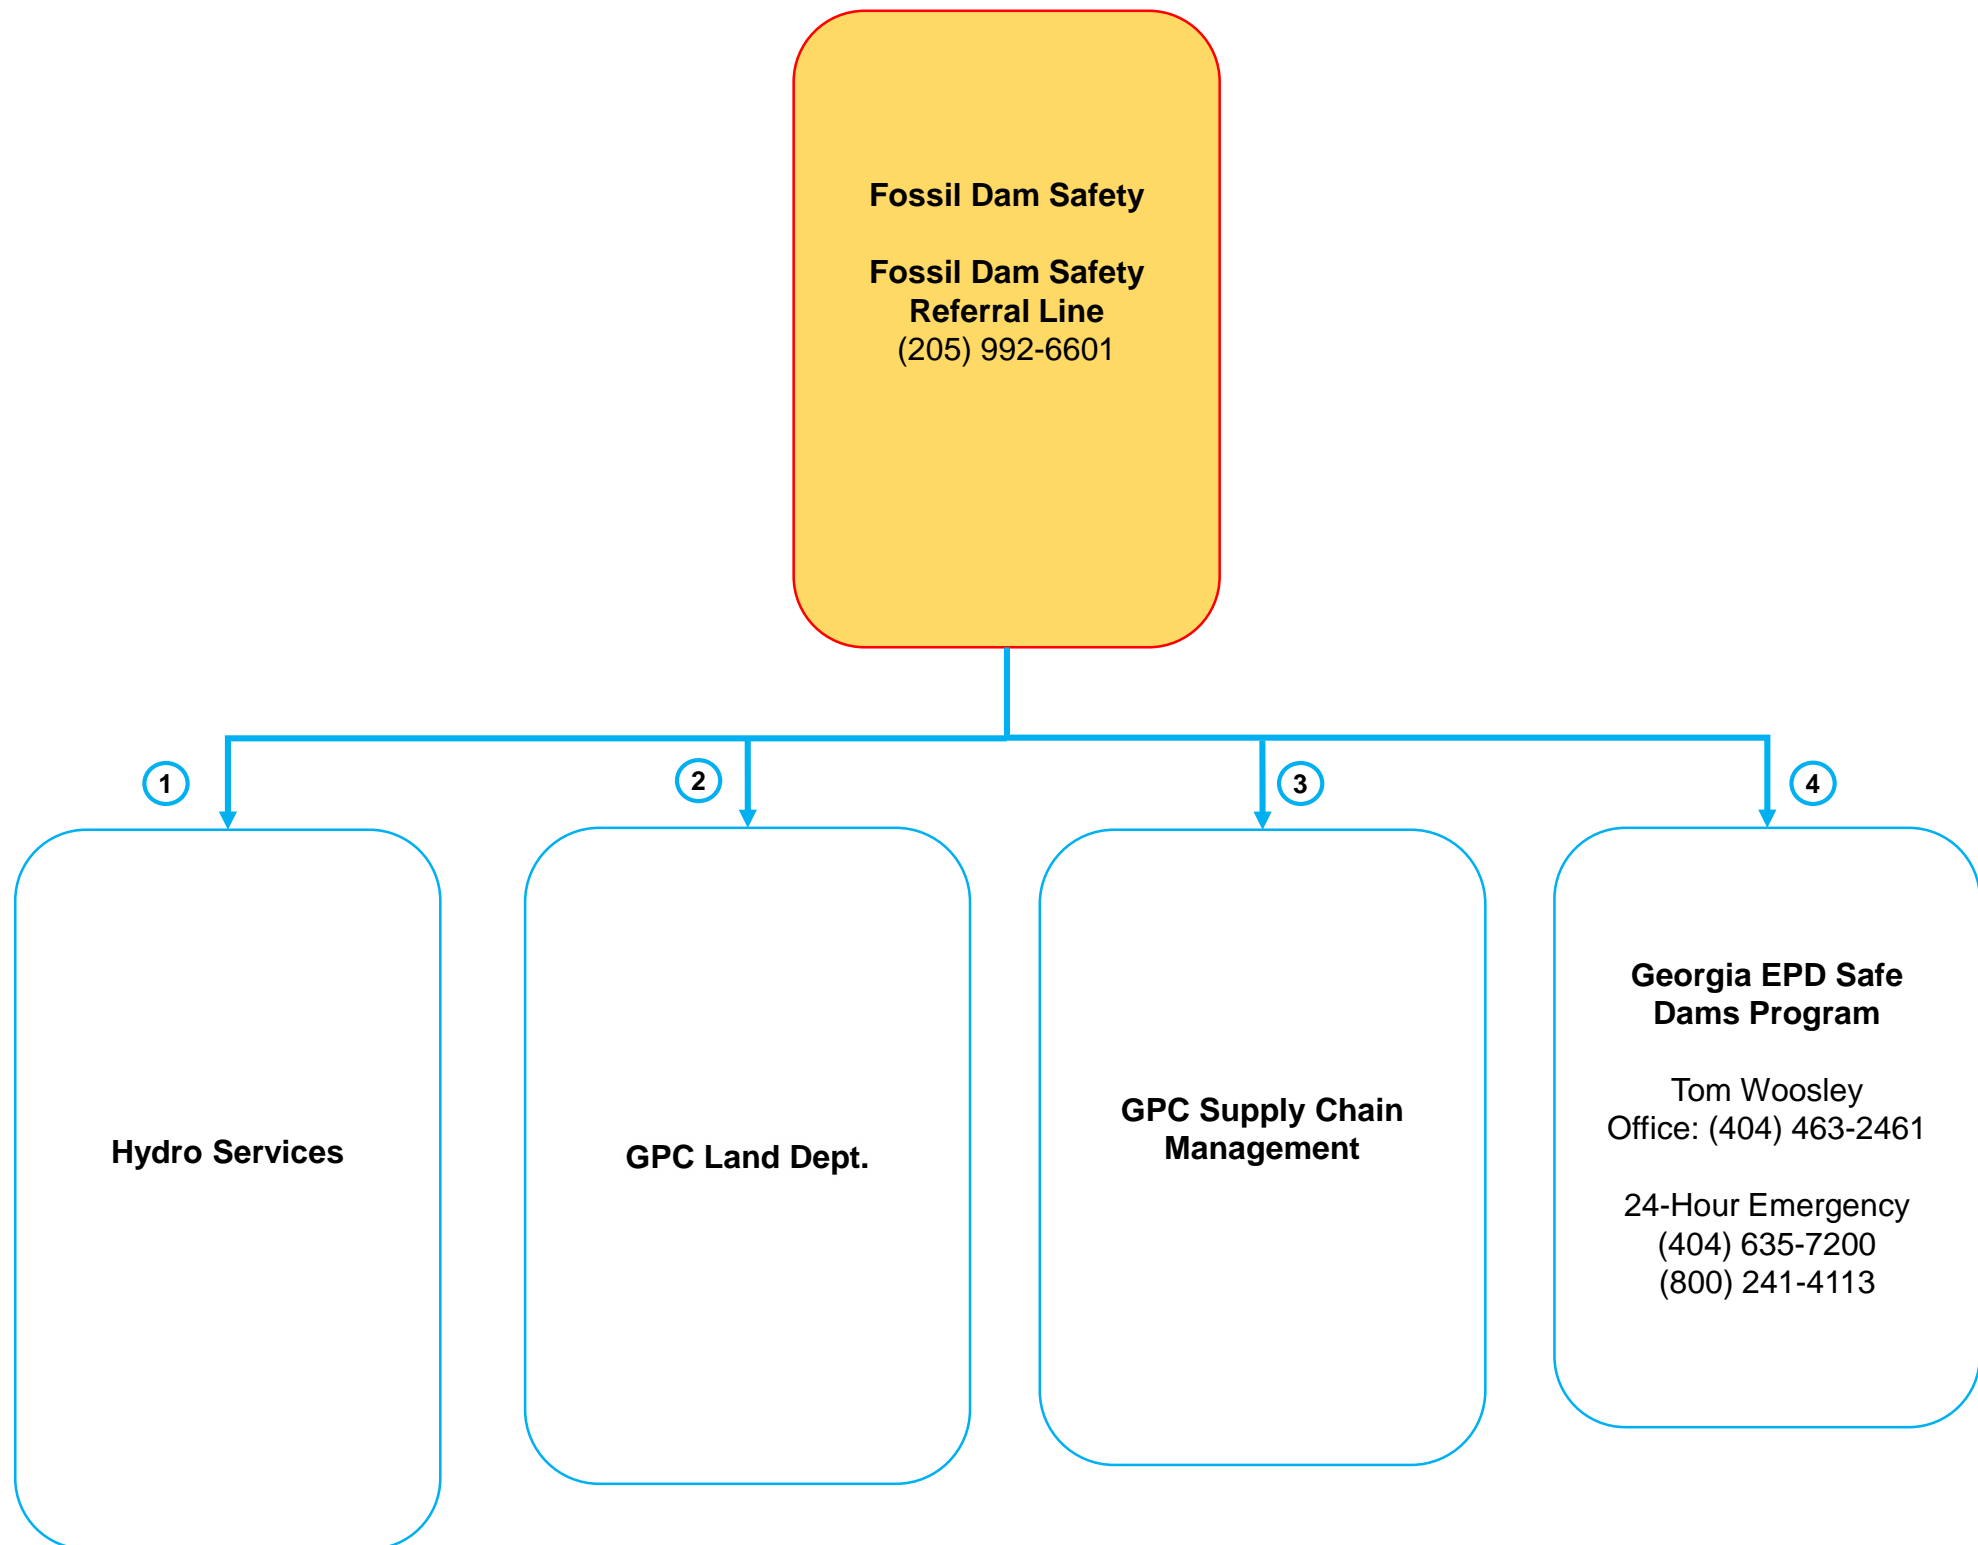 Fossil Dam Safety
Fossil Dam Safety
Referral Line
(205) 992-6601
1
2
3
4
Hydro Services
GPC Land Dept.
GPC Supply Chain
Management
Georgia EPD Safe
Dams Program
Tom Woosley
Office: (404) 463-2461
24-Hour Emergency
(404) 635-7200
(800) 241-4113